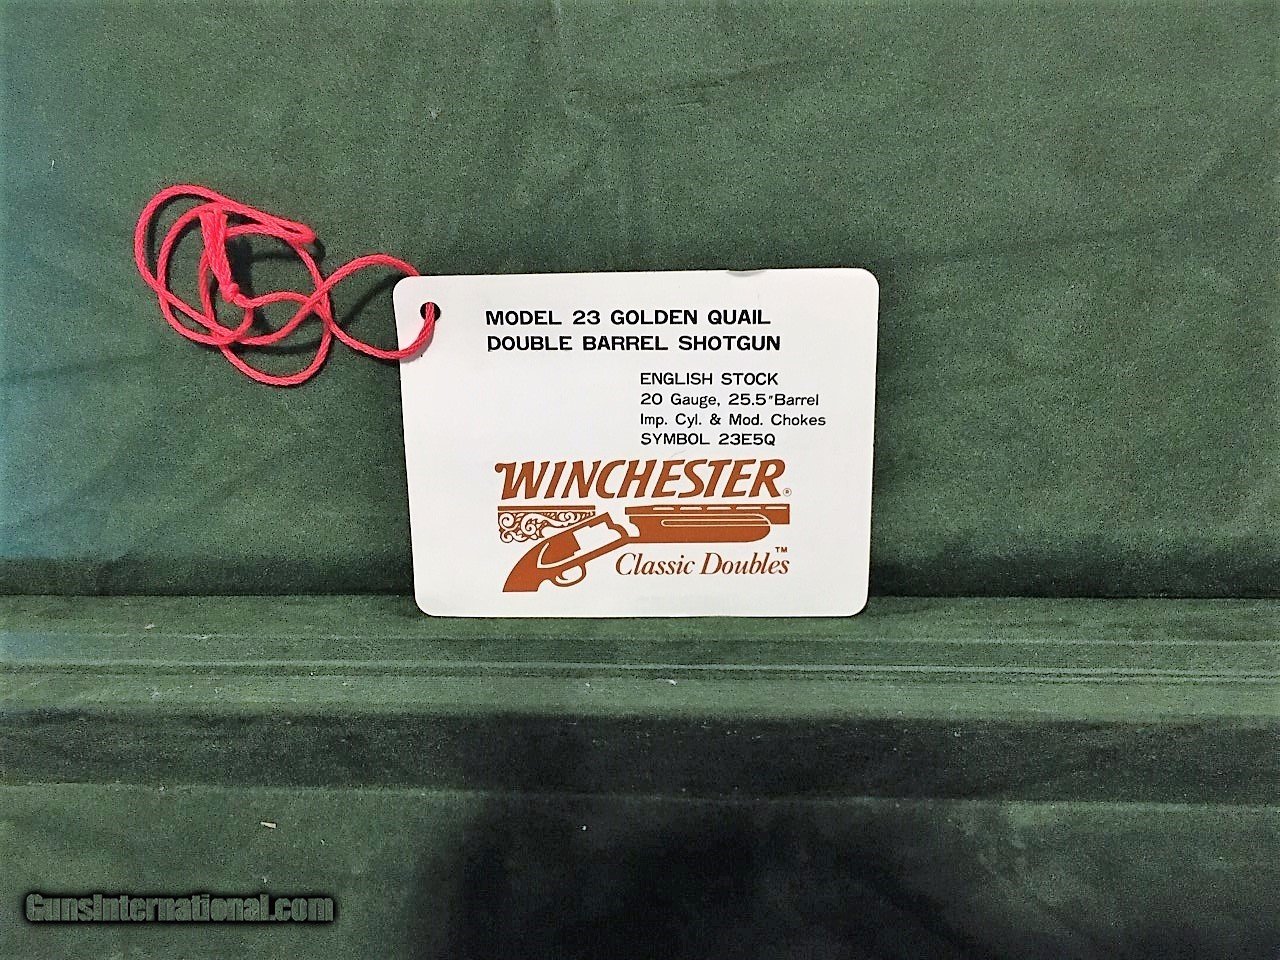 MODEL 23 GOLDEN QUAIL
DOUBLE BARREL SHOTGUN
ENGLISH STOCK
20 Gauge, 25.5" Barrel
Imp. Cyl. & Mod. Chokes
SYMBOL 23E5Q
WINCHESTER®
Classic Doubles™
GunsInternational.com